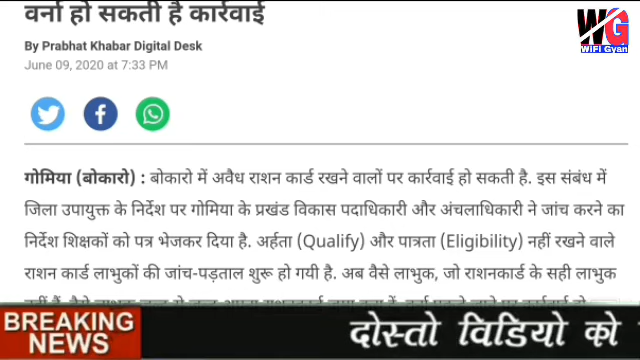 वर्ना हो सकती है कार्रवाई
WG
WIFI Gyan
By Prabhat Khabar Digital Desk
June 09, 2020 at 7:33 PM
गोमिया (बोकारो) : बोकारो में अवैध राशन कार्ड रखने वालों पर कार्रवाई हो सकती है. इस संबंध में
जिला उपायुक्त के निर्देश पर गोमिया के प्रखंड विकास पदाधिकारी और अंचलाधिकारी ने जांच करने का
निर्देश शिक्षकों को पत्र भेजकर दिया है. अर्हता (Qualify) और पात्रता (Eligibility) नहीं रखने वाले
राशन कार्ड लाभुकों की जांच-पड़ताल शुरू हो गयी है. अब वैसे लाभुक, जो राशनकार्ड के सही लाभुक
BREAKING
NEWS
दोस्तो विडियो को